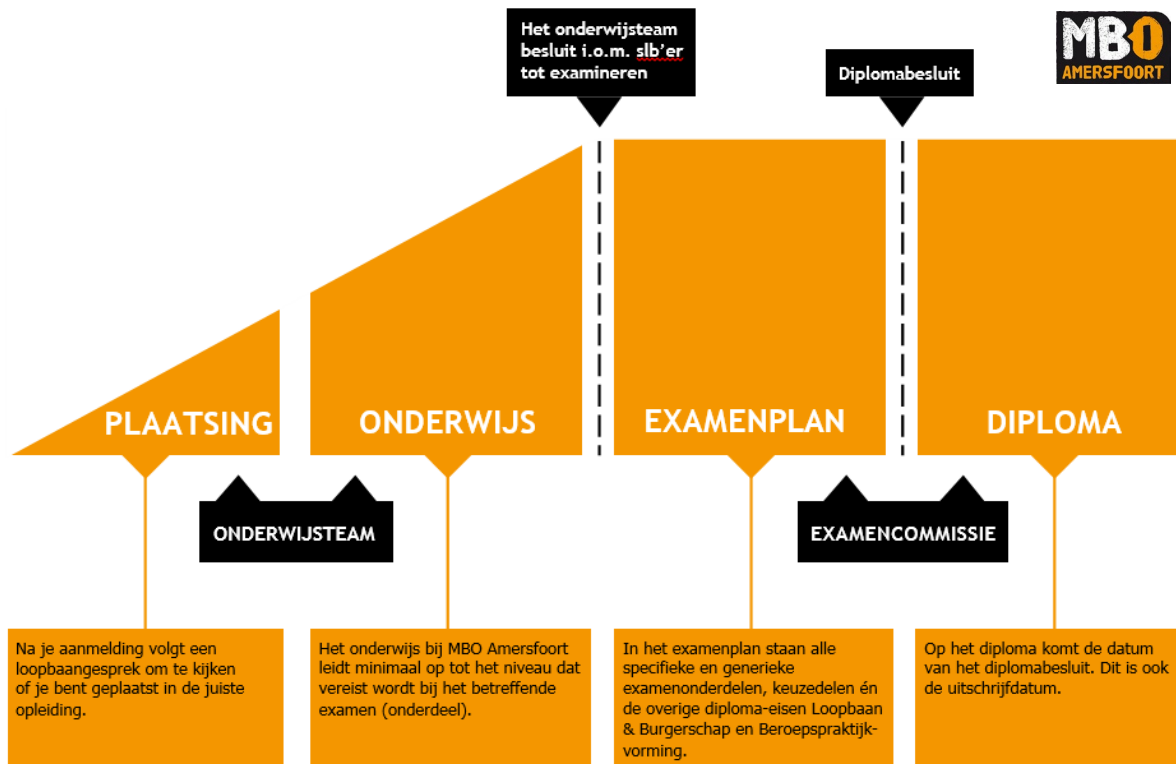 Het onderwijsteam
besluit i.o.m. slb'er
tot examineren
Diplomabesluit
MBO
AMERSFOORT
PLAATSING
ONDERWIJS
EXAMENPLAN
DIPLOMA
ONDERWIJSTEAM
EXAMENCOMMISSIE
Na je aanmelding volgt een
loopbaangesprek om te kijken
of je bent geplaatst in de juiste
opleiding.
Het onderwijs bij MBO Amersfoort
leidt minimaal op tot het niveau dat
vereist wordt bij het betreffende
examen (onderdeel).
In het examenplan staan alle
specifieke en generieke
examenonderdelen, keuzedelen én
de overige diploma-eisen Loopbaan
& Burgerschap en Beroepspraktijk-
vorming.
Op het diploma komt de datum
van het diplomabesluit. Dit is ook
de uitschrijfdatum.